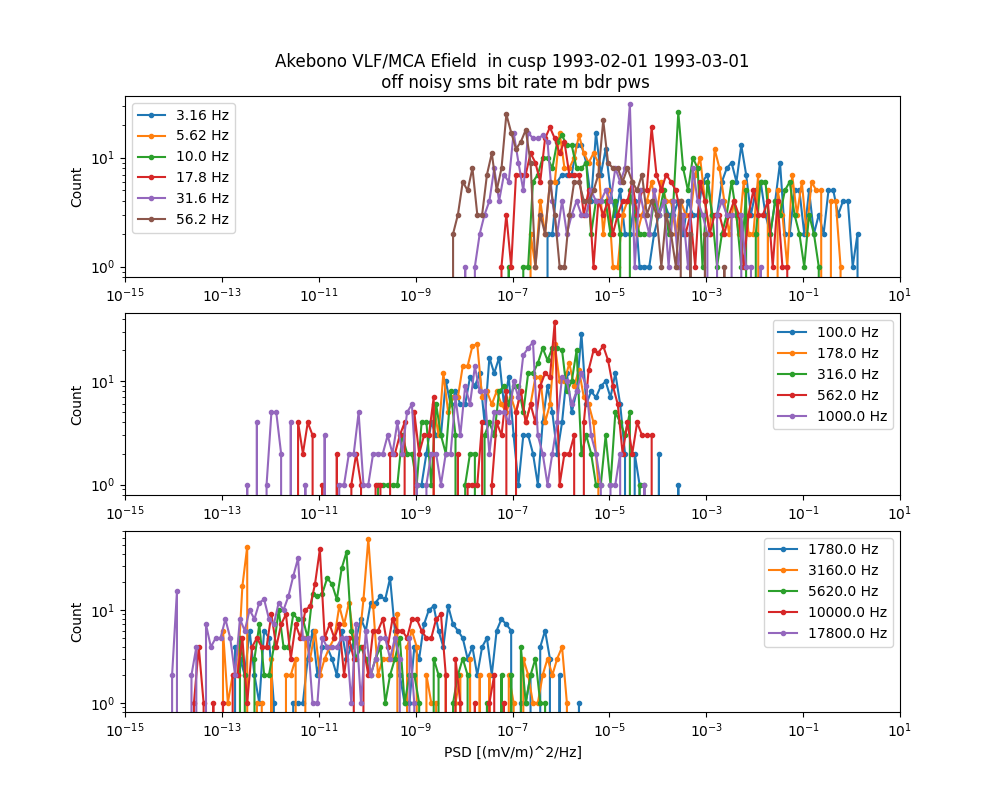 Akebono VLF/MCA Efield  in cusp 1993-02-01 1993-03-01
off noisy sms bit rate m bdr pws
Count
10¹
10⁰
3.16 Hz
5.62 Hz
10.0 Hz
17.8 Hz
31.6 Hz
56.2 Hz
10⁻¹⁵ 10⁻¹³ 10⁻¹¹ 10⁻⁹ 10⁻⁷ 10⁻⁵ 10⁻³ 10⁻¹ 10¹
Count
10¹
10⁰
100.0 Hz
178.0 Hz
316.0 Hz
562.0 Hz
1000.0 Hz
10⁻¹⁵ 10⁻¹³ 10⁻¹¹ 10⁻⁹ 10⁻⁷ 10⁻⁵ 10⁻³ 10⁻¹ 10¹
Count
10¹
10⁰
1780.0 Hz
3160.0 Hz
5620.0 Hz
10000.0 Hz
17800.0 Hz
10⁻¹⁵ 10⁻¹³ 10⁻¹¹ 10⁻⁹ 10⁻⁷ 10⁻⁵ 10⁻³ 10⁻¹ 10¹
PSD [(mV/m)^2/Hz]